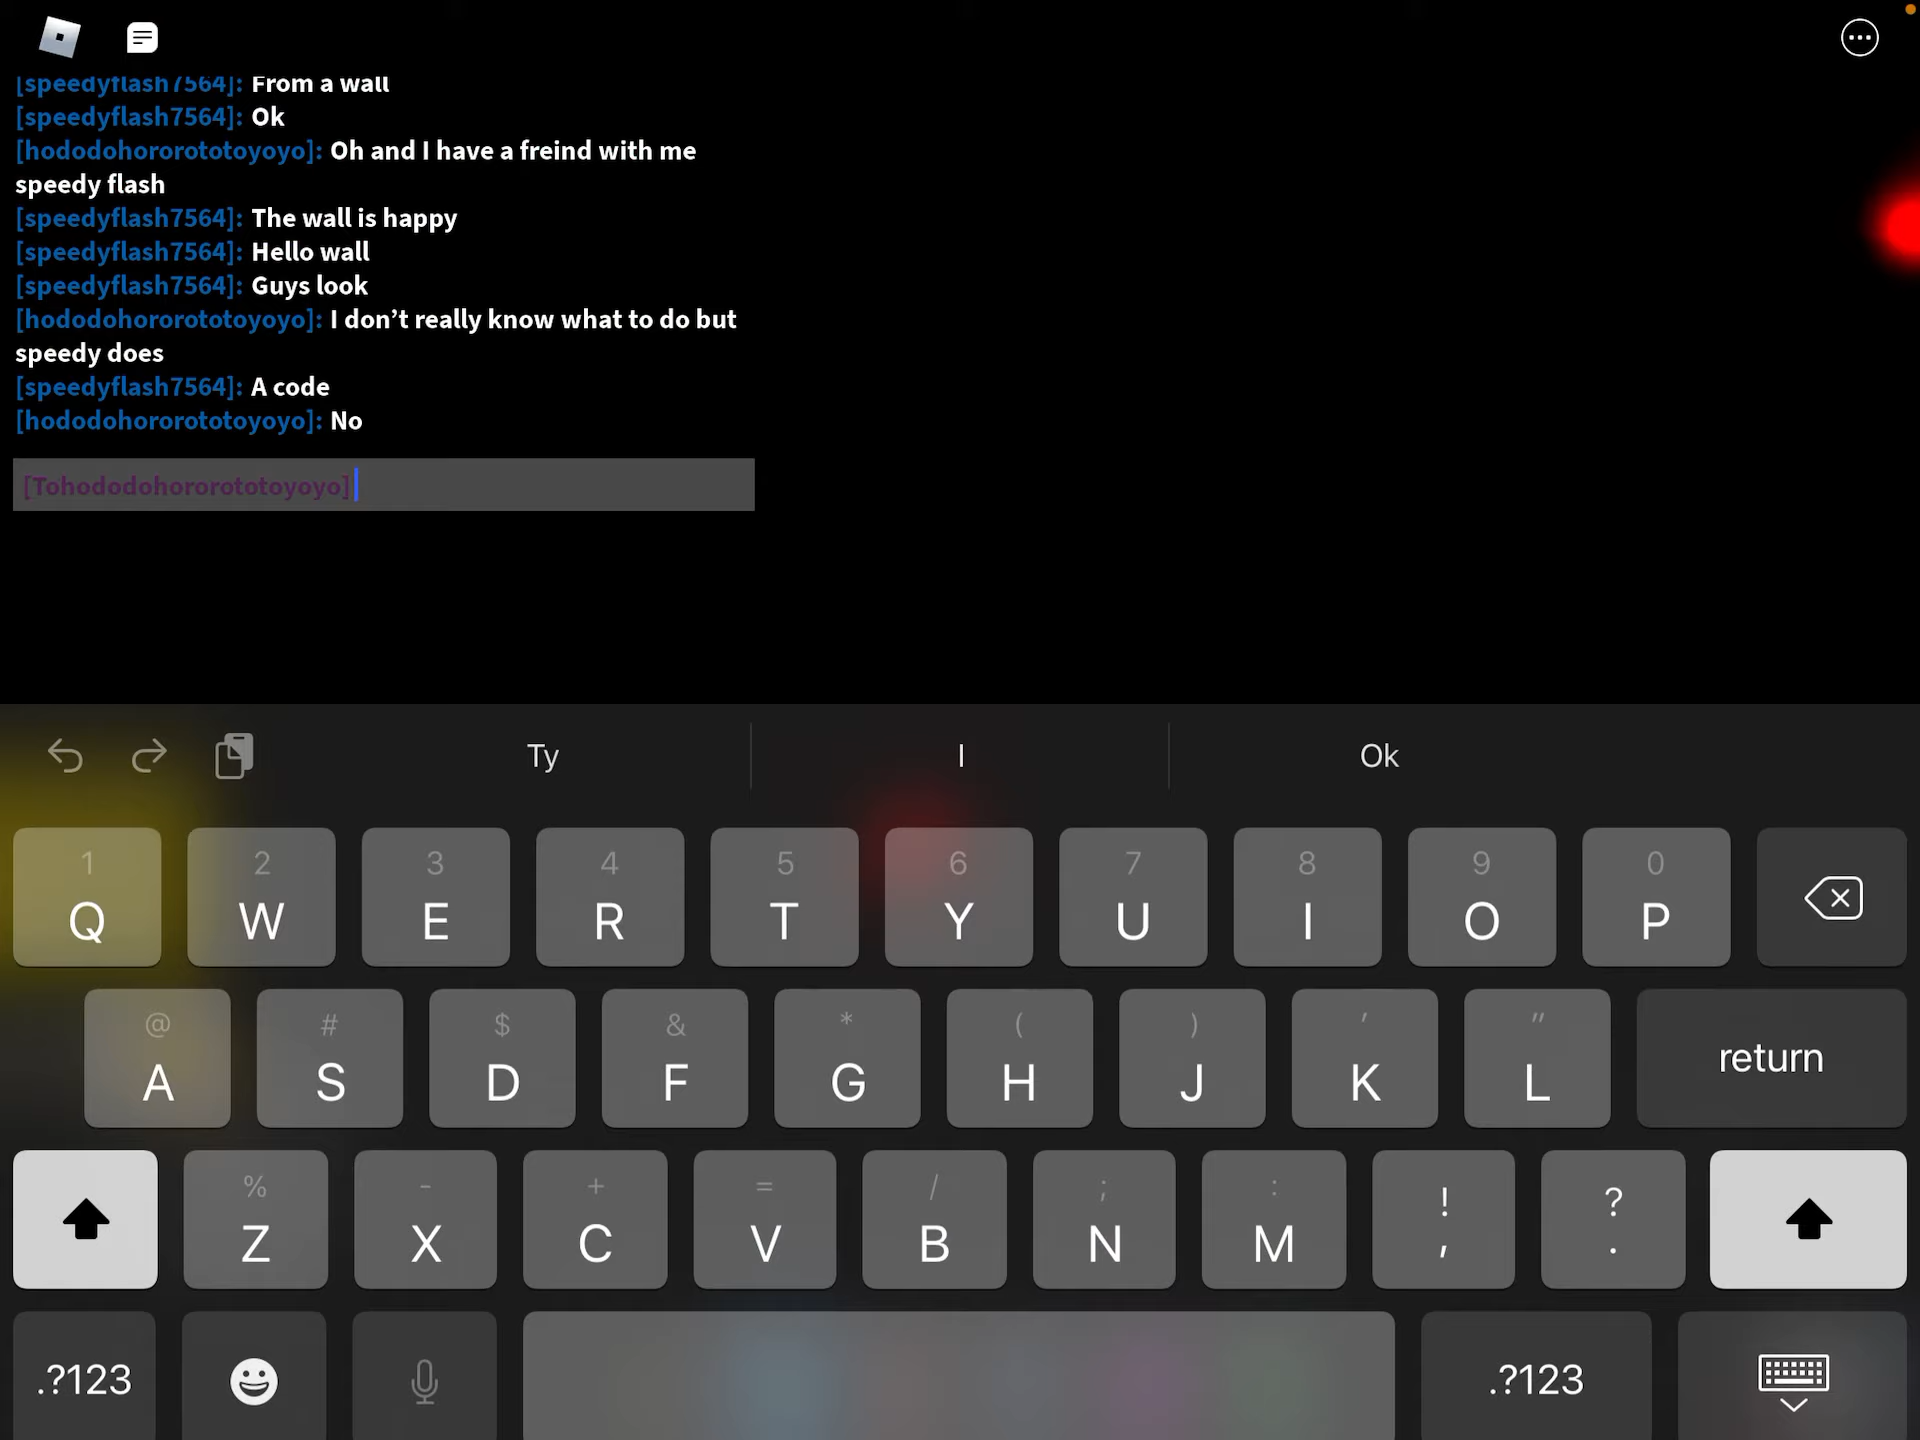 [speedyflash7564]: From a wall
[speedyflash7564]: Ok
[hododohororototoyoyo]: Oh and I have a freind with me
speedy flash
[speedyflash7564]: The wall is happy
[speedyflash7564]: Hello wall
[speedyflash7564]: Guys look
[hododohororototoyoyo]: I don’t really know what to do but
speedy does
[speedyflash7564]: A code
[hododohororototoyoyo]: No
[Tohododohororototoyoyo]
Ty I Ok
1 2 3 4 5 6 7 8 9 0
Q W E R T Y U I O P
@ # $ & * ( ) ' "
A S D F G H J K L return
% - + = / ; : ! ?
Z X C V B N M , .
.?123 .?123